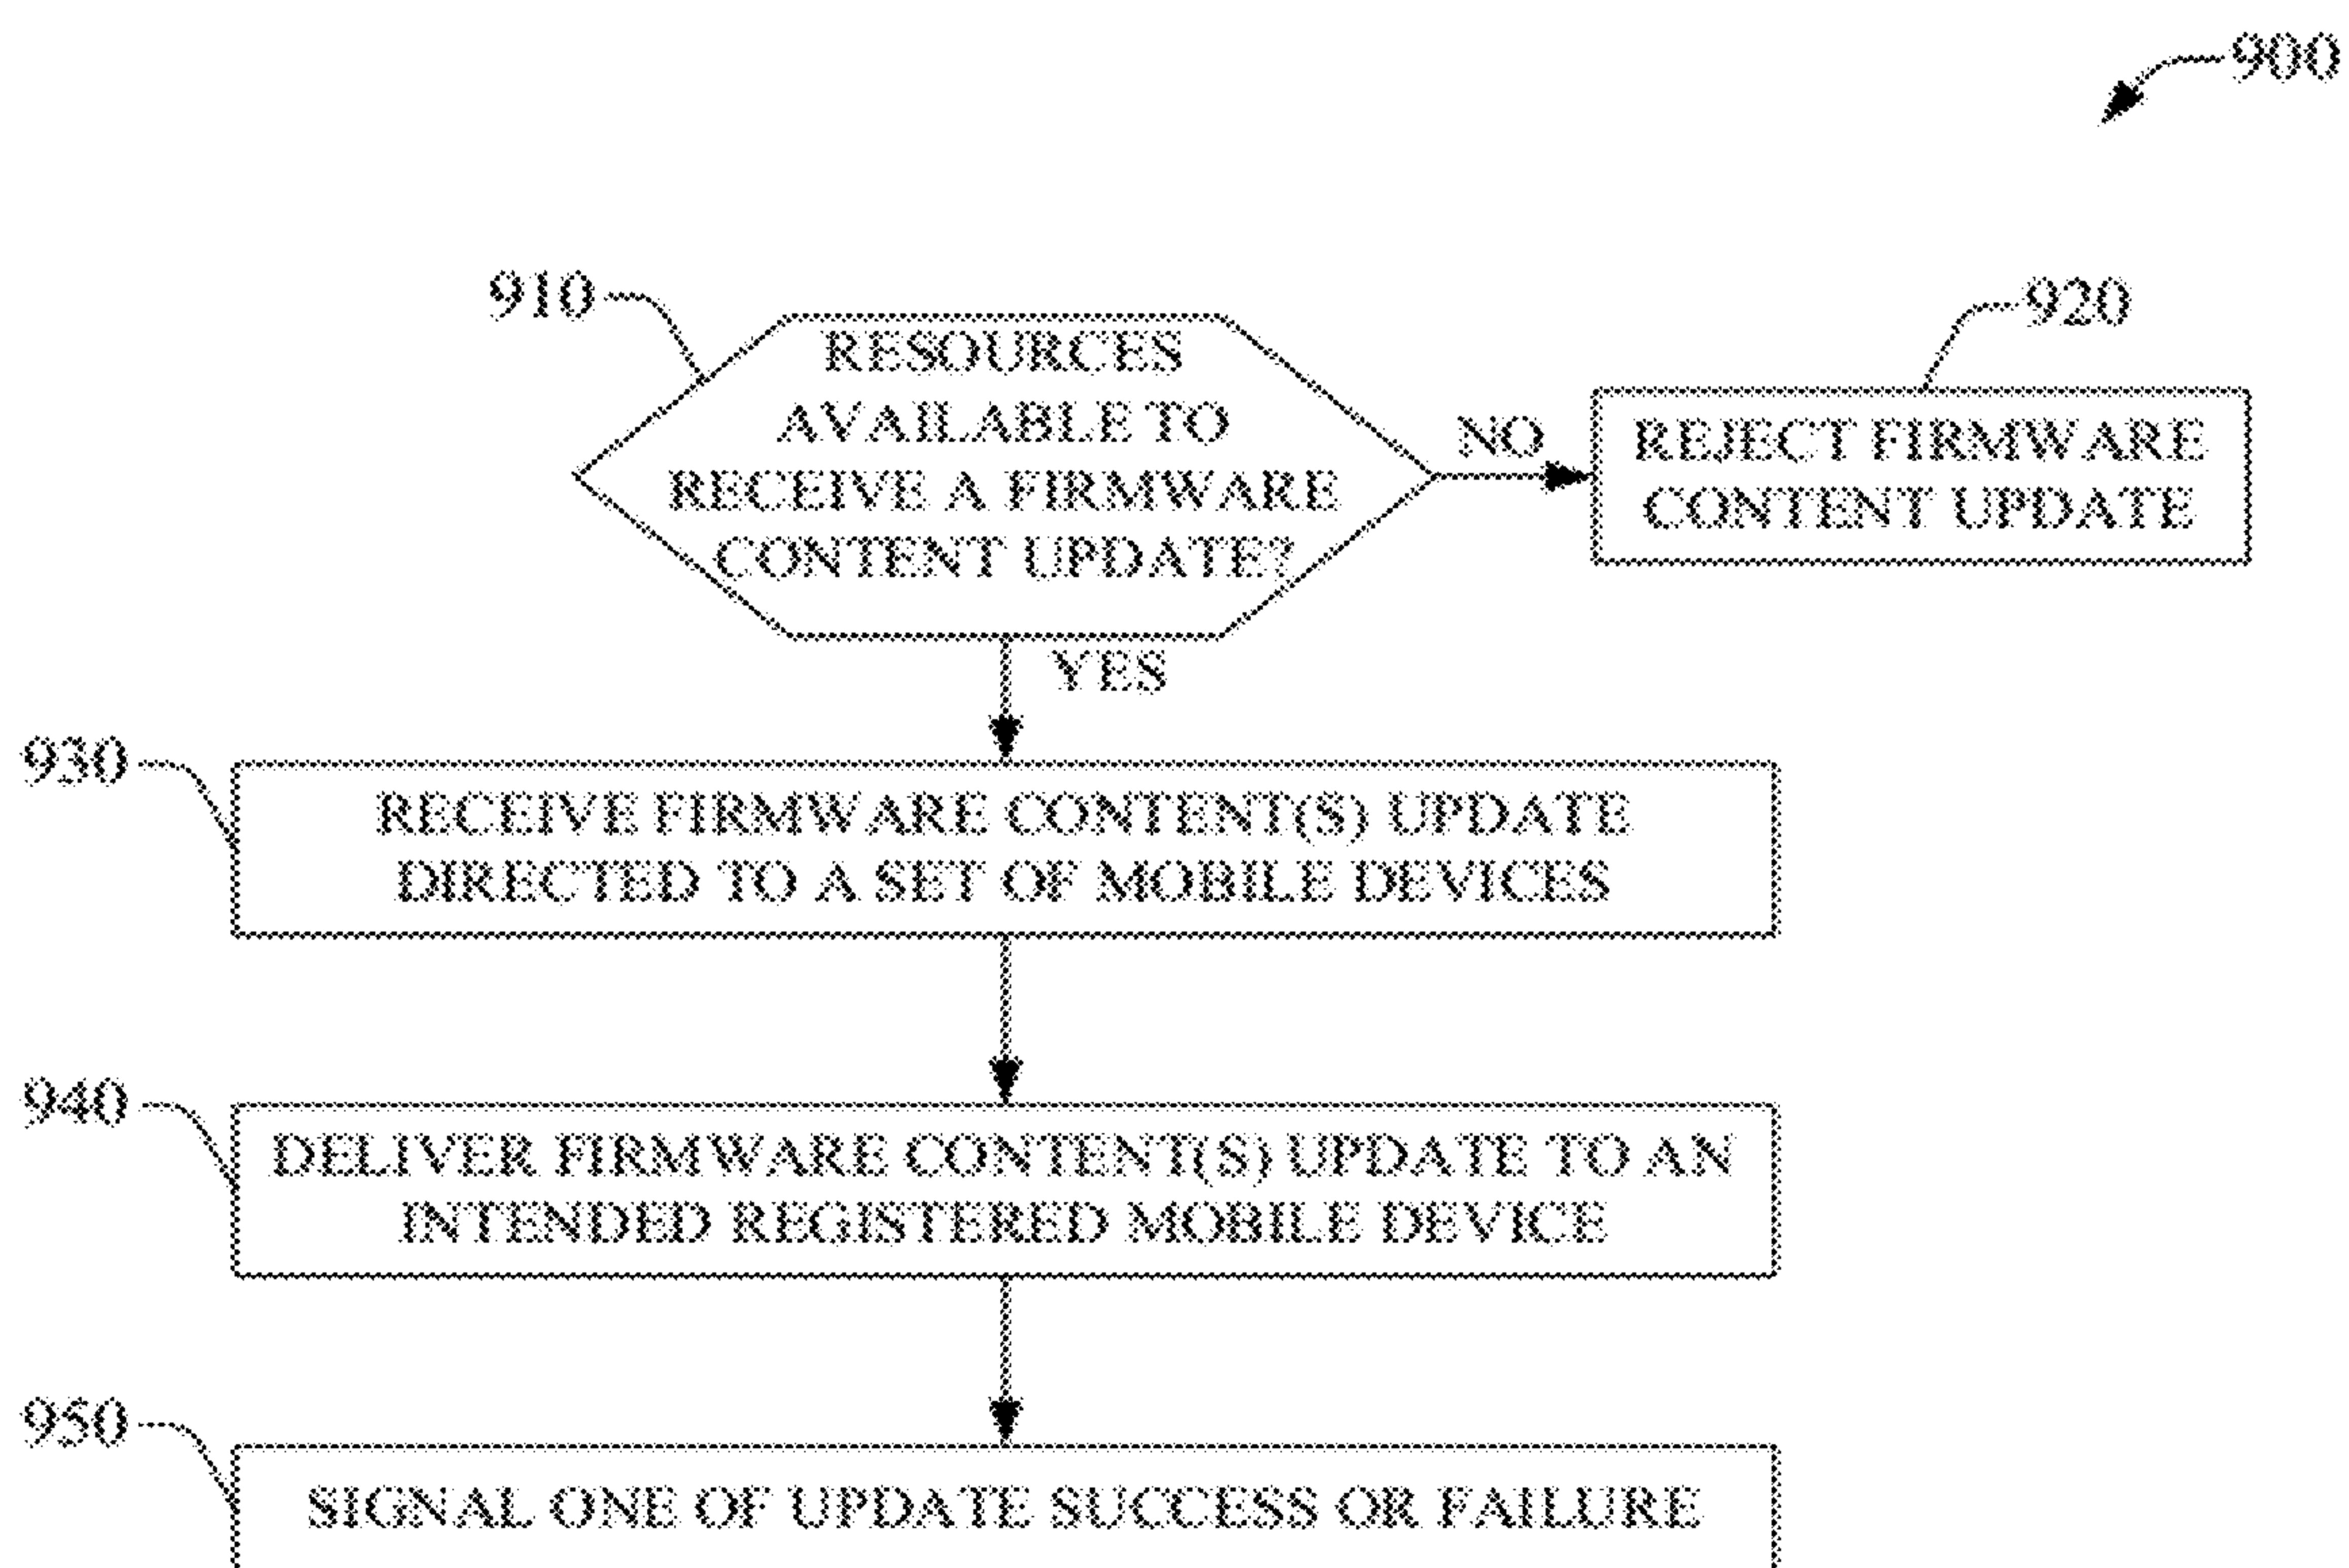 900
910
RESOURCES
AVAILABLE TO
RECEIVE A FIRMWARE
CONTENT UPDATE?
NO
920
REJECT FIRMWARE
CONTENT UPDATE
YES
930
RECEIVE FIRMWARE CONTENT(S) UPDATE
DIRECTED TO A SET OF MOBILE DEVICES
940
DELIVER FIRMWARE CONTENT(S) UPDATE TO AN
INTENDED REGISTERED MOBILE DEVICE
950
SIGNAL ONE OF UPDATE SUCCESS OR FAILURE